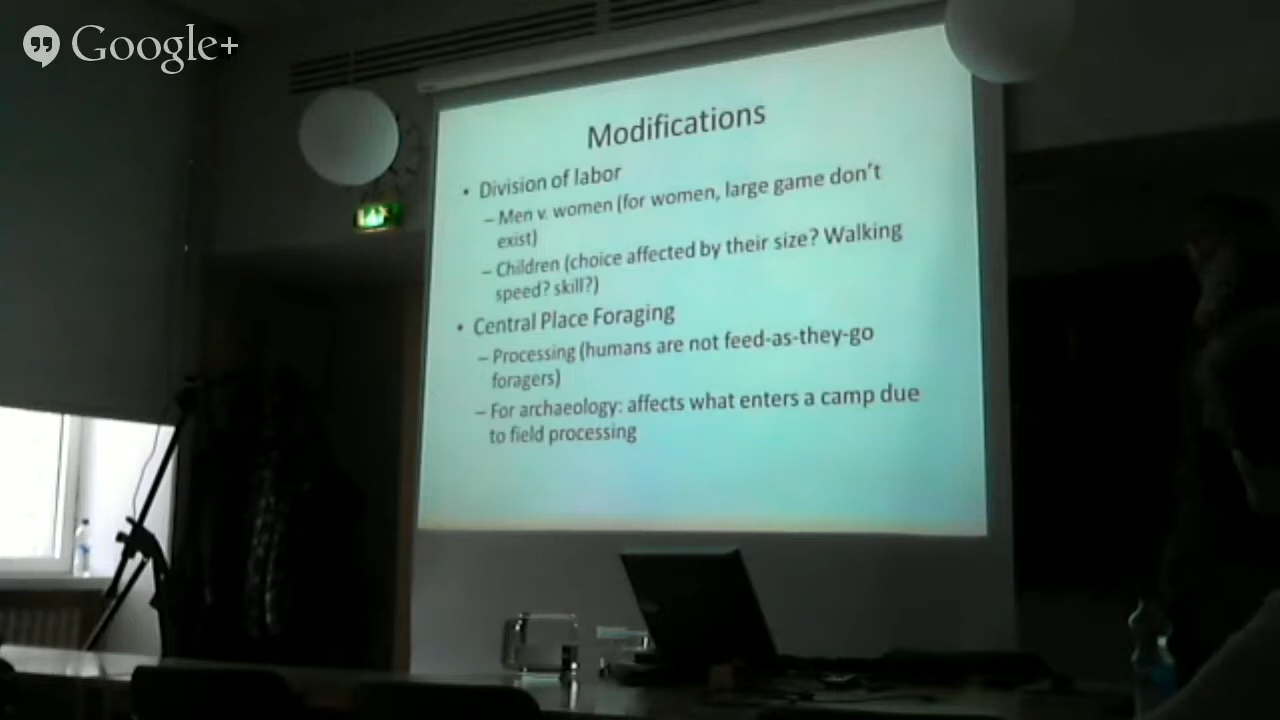 Google+
Modifications
• Division of labor
– Men v. women (for women, large game don't
exist)
– Children (choice affected by their size? Walking
speed? skill?)
• Central Place Foraging
– Processing (humans are not feed-as-they-go
foragers)
– For archaeology: affects what enters a camp due
to field processing